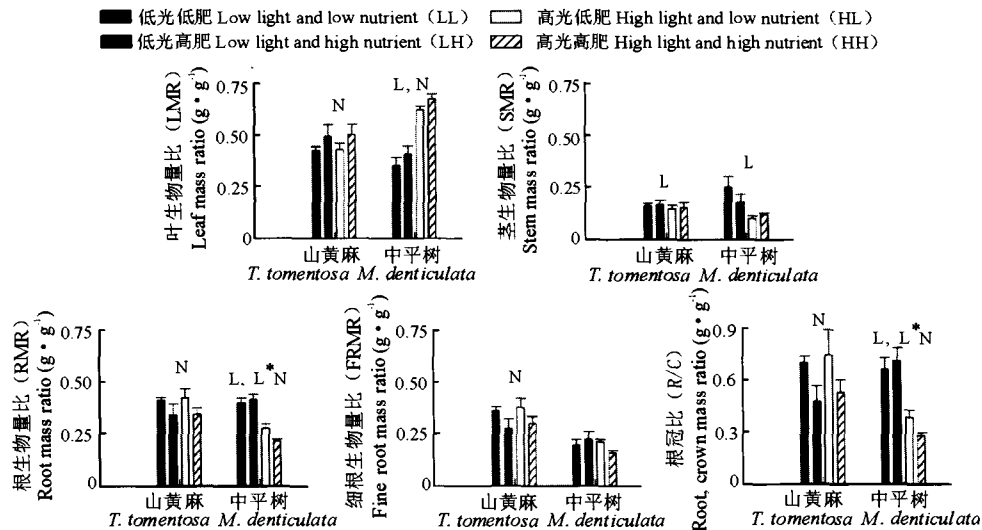 低光低肥 Low light and low nutrient（LL） 高光低肥 High light and low nutrient（HL）
低光高肥 Low light and high nutrient（LH） 高光高肥 High light and high nutrient（HH）
叶生物量比（LMR）
Leaf mass ratio (g·g⁻¹)
0.75
0.50
0.25
0
N
L, N
山黄麻 中平树
T. tomentosa M. denticulata
茎生物量比（SMR）
Stem mass ratio (g·g⁻¹)
0.75
0.50
0.25
0
L
L
山黄麻 中平树
T. tomentosa M. denticulata
根生物量比（RMR）
Root mass ratio (g·g⁻¹)
0.75
0.50
0.25
0
N
L, L*N
山黄麻 中平树
T. tomentosa M. denticulata
细根生物量比（FRMR）
Fine root mass ratio (g·g⁻¹)
0.75
0.50
0.25
0
N
山黄麻 中平树
T. tomentosa M. denticulata
根冠比（R/C）
Root, crown mass ratio (g·g⁻¹)
0.9
0.6
0.3
0
N
L, L*N
山黄麻 中平树
T. tomentosa M. denticulata